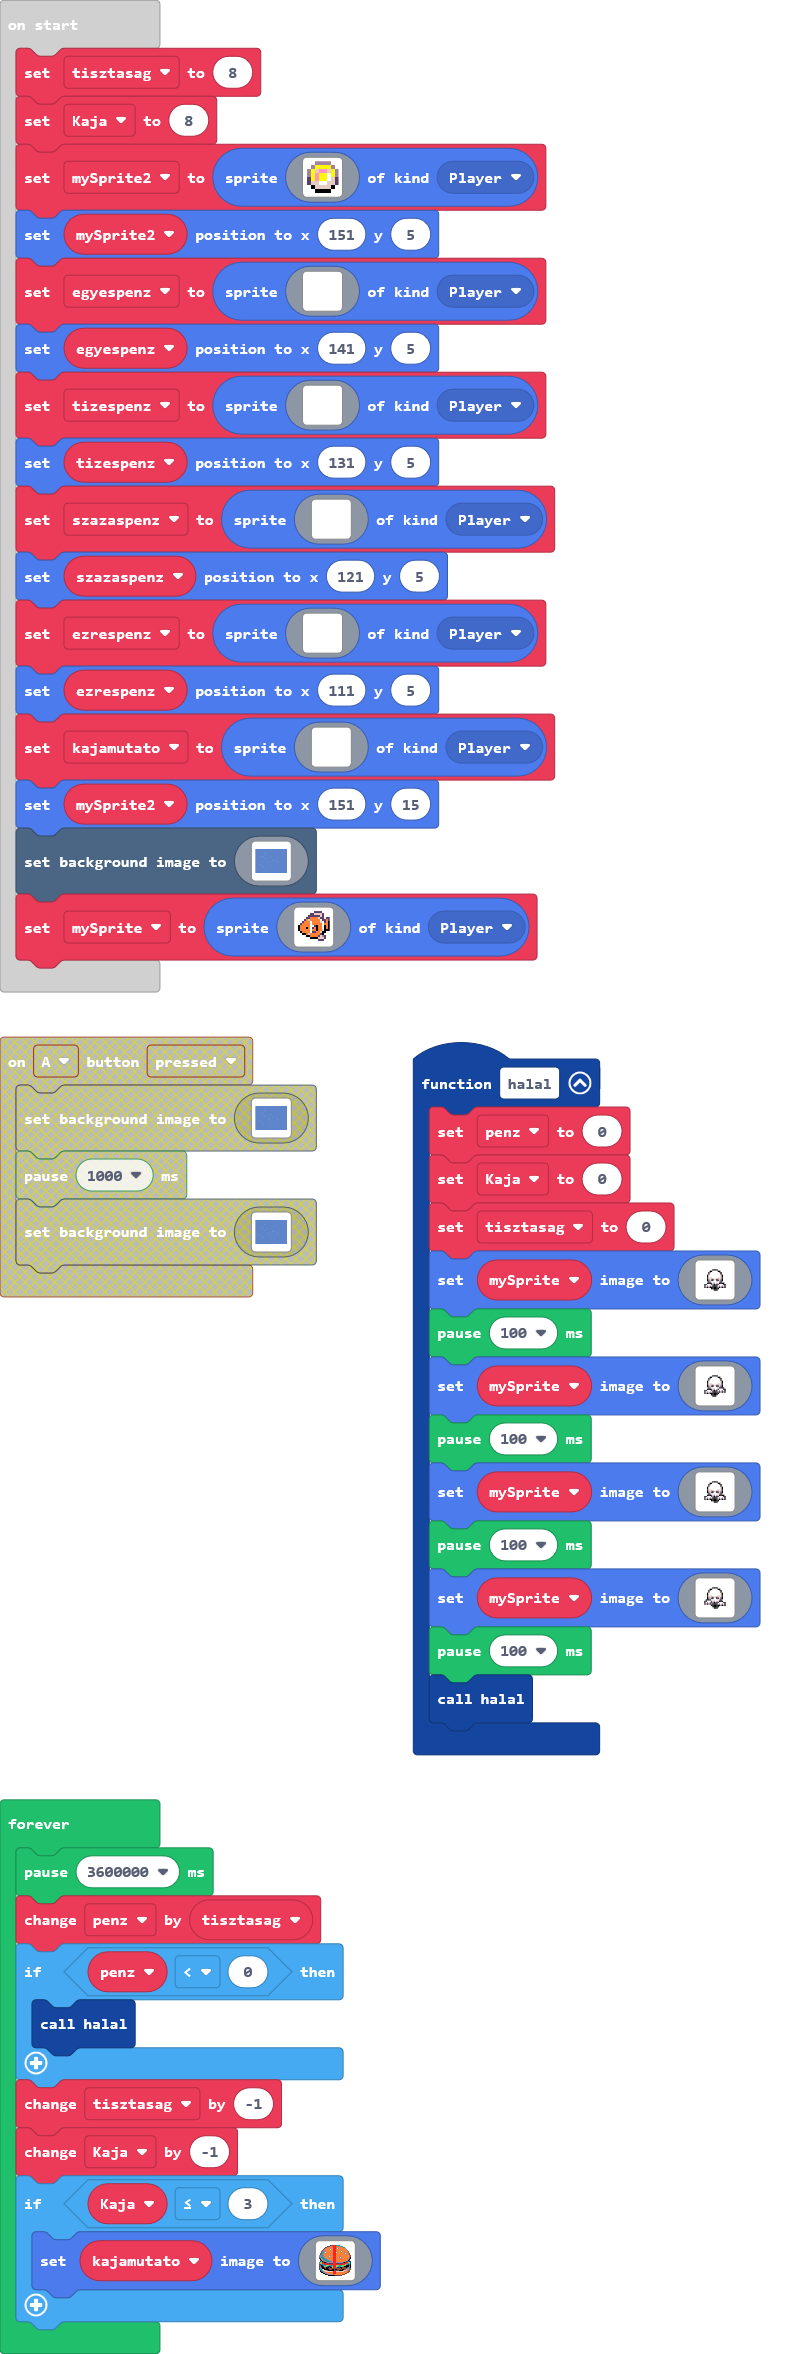 on start
set tisztasag to 8
set Kaja to 8
set mySprite2 to sprite of kind Player
set mySprite2 position to x 151 y 5
set egyespenz to sprite of kind Player
set egyespenz position to x 141 y 5
set tizespenz to sprite of kind Player
set tizespenz position to x 131 y 5
set szazaspenz to sprite of kind Player
set szazaspenz position to x 121 y 5
set ezrespenz to sprite of kind Player
set ezrespenz position to x 111 y 5
set kajamutato to sprite of kind Player
set mySprite2 position to x 151 y 15
set background image to
set mySprite to sprite of kind Player
on A button pressed
set background image to
pause 1000 ms
set background image to
function halal
set penz to 0
set Kaja to 0
set tisztasag to 0
set mySprite image to
pause 100 ms
set mySprite image to
pause 100 ms
set mySprite image to
pause 100 ms
set mySprite image to
pause 100 ms
call halal
forever
pause 3600000 ms
change penz by tisztasag
if penz < 0 then
call halal
change tisztasag by -1
change Kaja by -1
if Kaja ≤ 3 then
set kajamutato image to